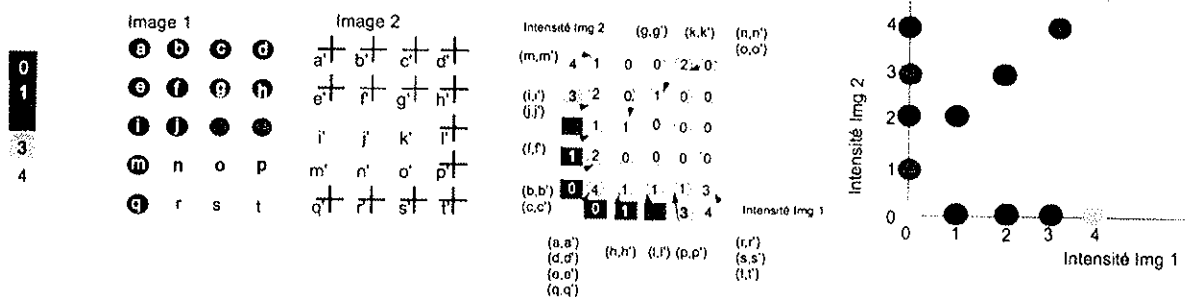 0
1
3
4
Image 1
a b c d
e f g h
i j
m n o p
q r s t
Image 2
a' b' c' d'
e' f' g' h'
i' j' k' l'
m' n' o' p'
q' r' s' t'
Intensité Img 2
(g,g') (k,k') (n,n')
(o,o')
(m,m') 4 1 0 0 2 0
(i,i') 3 2 0 1 0 0
(j,j')
1 1 0 0 0
(f,f') 1 2 0 0 0 0
(b,b') 0 4 1 1 1 3
(c,c') 0 1 3 4 Intensité Img 1
(a,a') (h,h') (l,l') (p,p') (r,r')
(d,d') (s,s')
(e,e') (t,t')
(q,q')
Intensité Img 2
4
3
2
1
0
0 1 2 3 4
Intensité Img 1